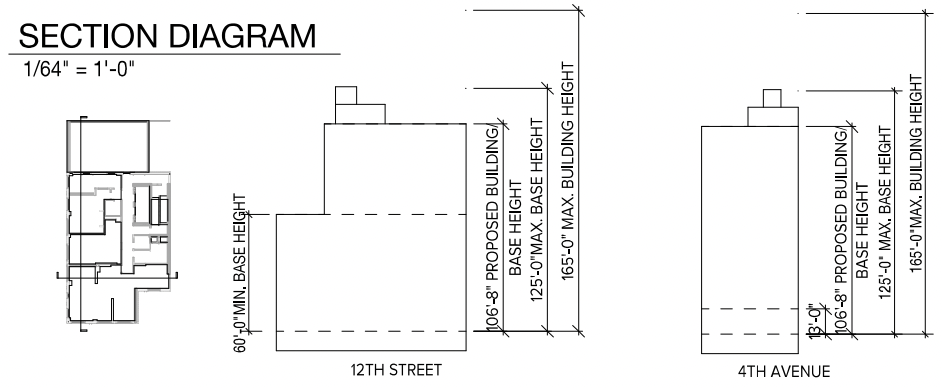 SECTION DIAGRAM
1/64" = 1'-0"
60'-0"MIN. BASE HEIGHT
106'-8" PROPOSED BUILDING/
BASE HEIGHT
125'-0"MAX. BASE HEIGHT
165'-0" MAX. BUILDING HEIGHT
12TH STREET
13'-0"
106'-8" PROPOSED BUILDING/
BASE HEIGHT
125'-0" MAX. BASE HEIGHT
165'-0"MAX. BUILDING HEIGHT
4TH AVENUE